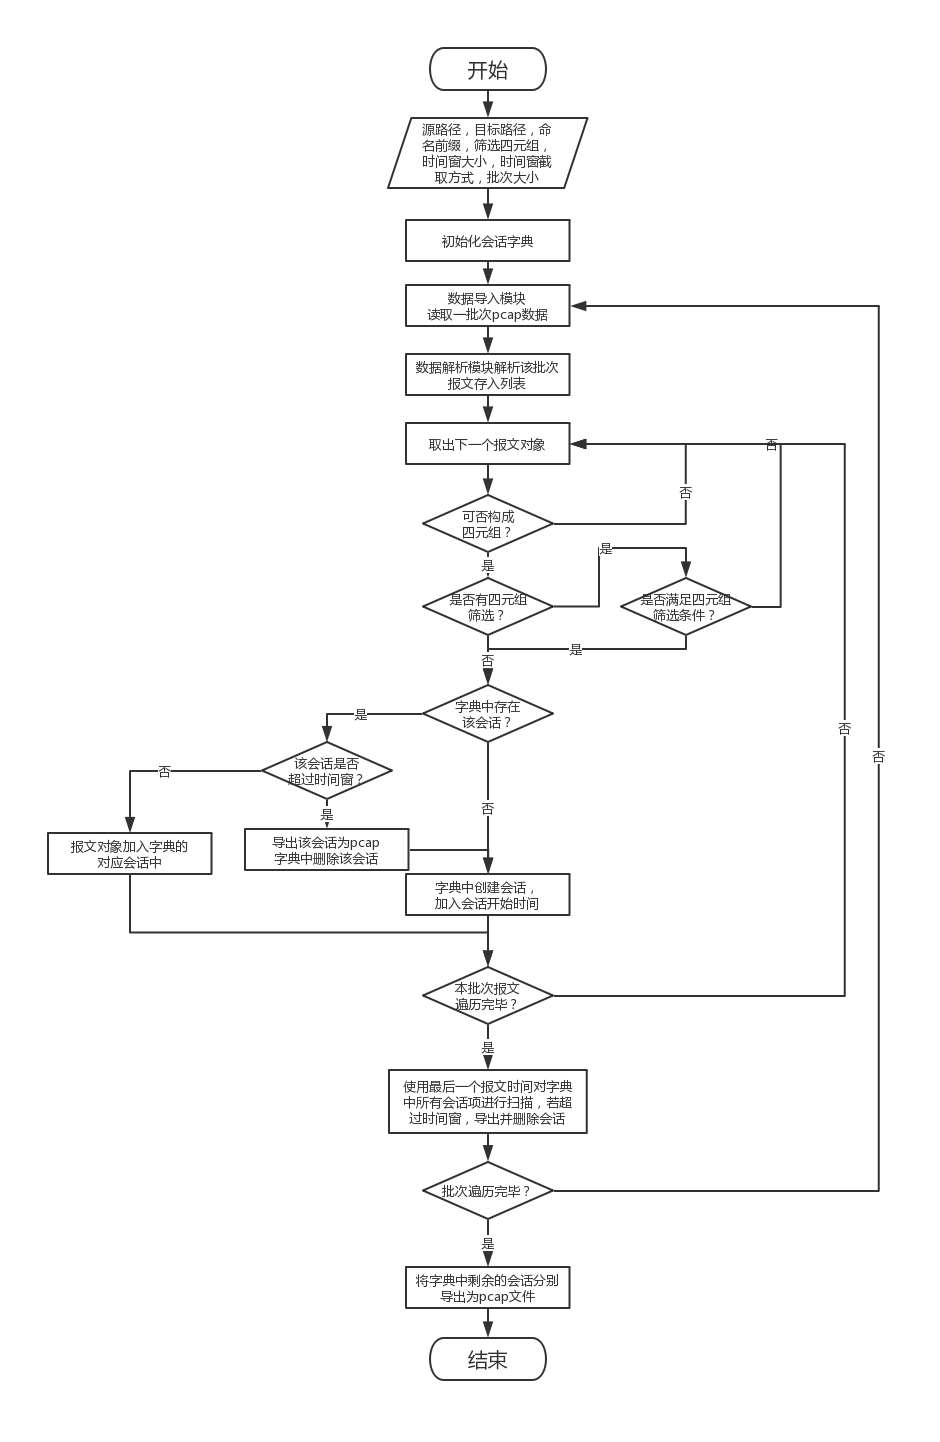 开始
源路径，目标路径，命
名前缀，筛选四元组，
时间窗大小，时间窗截
取方式，批次大小
初始化会话字典
数据导入模块
读取一批次pcap数据
数据解析模块解析该批次
报文存入列表
取出下一个报文对象
否
可否构成
四元组？
否
是
是
是否有四元组
筛选？
是否满足四元组
筛选条件？
是
否
字典中存在
该会话？
是
否
否
该会话是否
超过时间窗？
否
是
否
报文对象加入字典的
对应会话中
导出该会话为pcap
字典中删除该会话
字典中创建会话，
加入会话开始时间
本批次报文
遍历完毕？
是
使用最后一个报文时间对字典
中所有会话项进行扫描，若超
过时间窗，导出并删除会话
批次遍历完毕？
是
将字典中剩余的会话分别
导出为pcap文件
结束